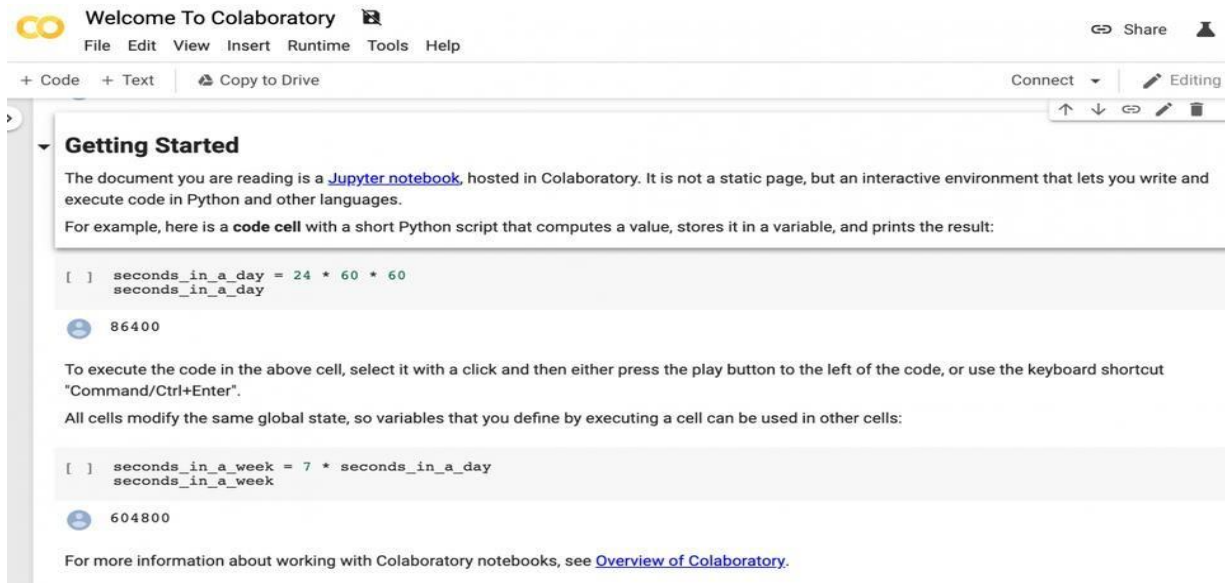 Welcome To Colaboratory
File Edit View Insert Runtime Tools Help
Share
+ Code + Text Copy to Drive
Connect Editing
Getting Started
The document you are reading is a Jupyter notebook, hosted in Colaboratory. It is not a static page, but an interactive environment that lets you write and
execute code in Python and other languages.
For example, here is a code cell with a short Python script that computes a value, stores it in a variable, and prints the result:
[ ] seconds_in_a_day = 24 * 60 * 60
seconds_in_a_day
86400
To execute the code in the above cell, select it with a click and then either press the play button to the left of the code, or use the keyboard shortcut
"Command/Ctrl+Enter".
All cells modify the same global state, so variables that you define by executing a cell can be used in other cells:
[ ] seconds_in_a_week = 7 * seconds_in_a_day
seconds_in_a_week
604800
For more information about working with Colaboratory notebooks, see Overview of Colaboratory.